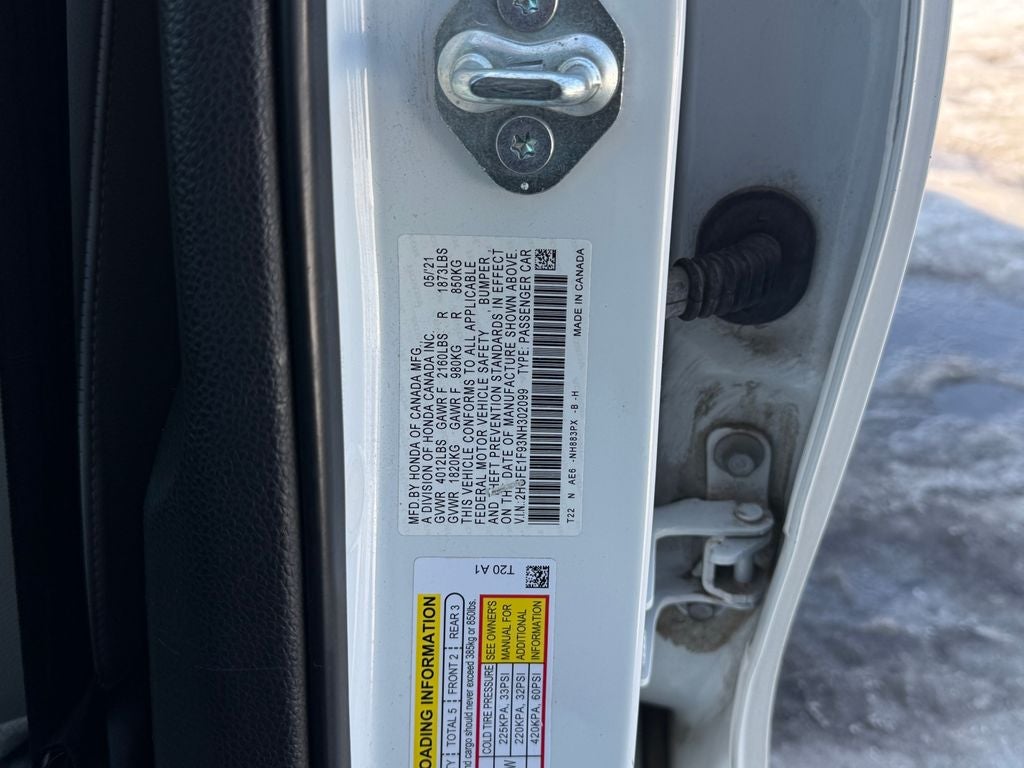 MFD.BY HONDA OF CANADA MFG. 05/'21
A DIVISION OF HONDA CANADA INC.
GVWR 4012LBS GAWR F 2160LBS R 1873LBS
GVWR 1820KG GAWR F 980KG R 850KG
THIS VEHICLE CONFORMS TO ALL APPLICABLE
FEDERAL MOTOR VEHICLE SAFETY , BUMPER,
AND THEFT PREVENTION STANDARDS IN EFFECT
ON THE DATE OF MANUFACTURE SHOWN ABOVE.
V.I.N.:2HGFE1F93NH302099 TYPE: PASSENGER CAR
MADE IN CANADA
T22 N AE6 -NH883PX -B -H
T20 A1
OADING INFORMATION
TY TOTAL 5 FRONT 2 REAR 3
nd cargo should never exceed 385kg or 850lbs.
COLD TIRE PRESSURE SEE OWNER'S
225KPA, 33PSI MANUAL FOR
220KPA, 32PSI ADDITIONAL
420KPA, 60PSI INFORMATION